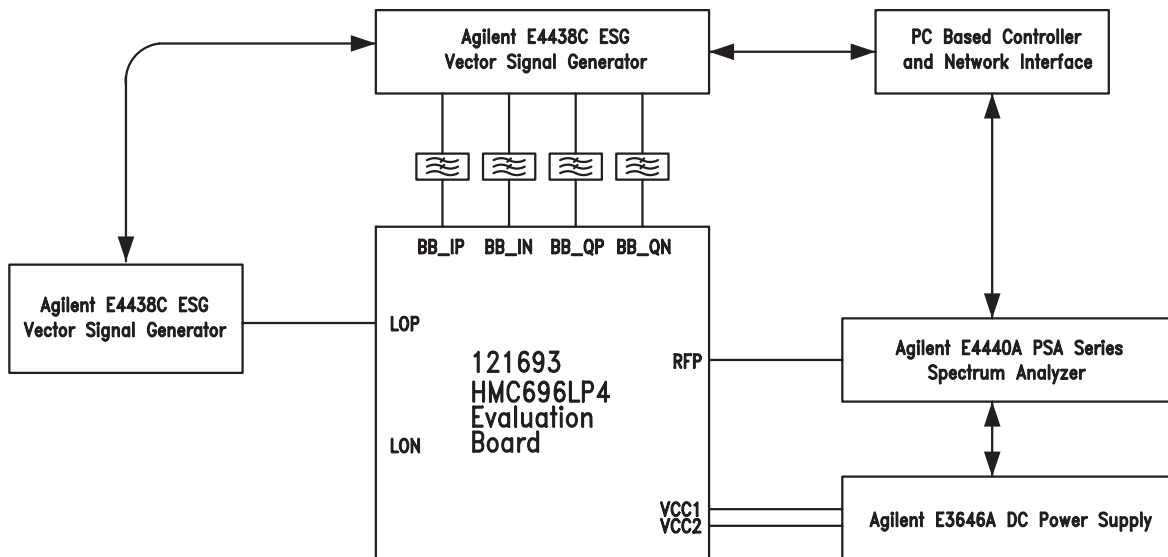 Agilent E4438C ESG
Vector Signal Generator
PC Based Controller
and Network Interface
BB_IP BB_IN BB_QP BB_QN
Agilent E4438C ESG
Vector Signal Generator
LOP
121693
HMC696LP4
Evaluation
Board
RFP
Agilent E4440A PSA Series
Spectrum Analyzer
LON
VCC1
VCC2
Agilent E3646A DC Power Supply